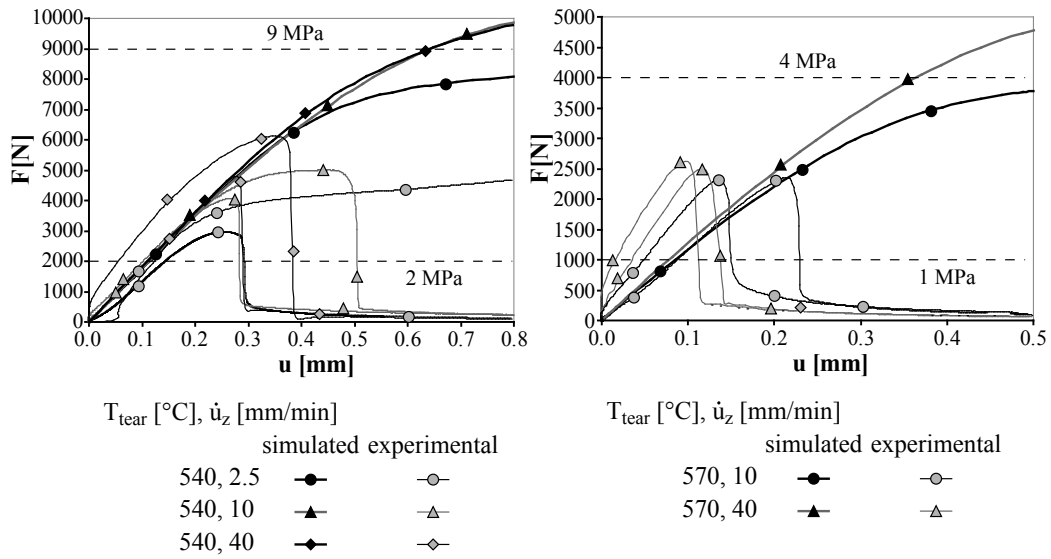 10000
9000
8000
7000
6000
5000
4000
3000
2000
1000
0
F[N]
9 MPa
2 MPa
0.0 0.1 0.2 0.3 0.4 0.5 0.6 0.7 0.8
u [mm]
5000
4500
4000
3500
3000
2500
2000
1500
1000
500
0
F[N]
4 MPa
1 MPa
0.0 0.1 0.2 0.3 0.4 0.5
u [mm]
T_tear [°C], u̇_z [mm/min]
simulated experimental
540, 2.5
540, 10
540, 40
T_tear [°C], u̇_z [mm/min]
simulated experimental
570, 10
570, 40